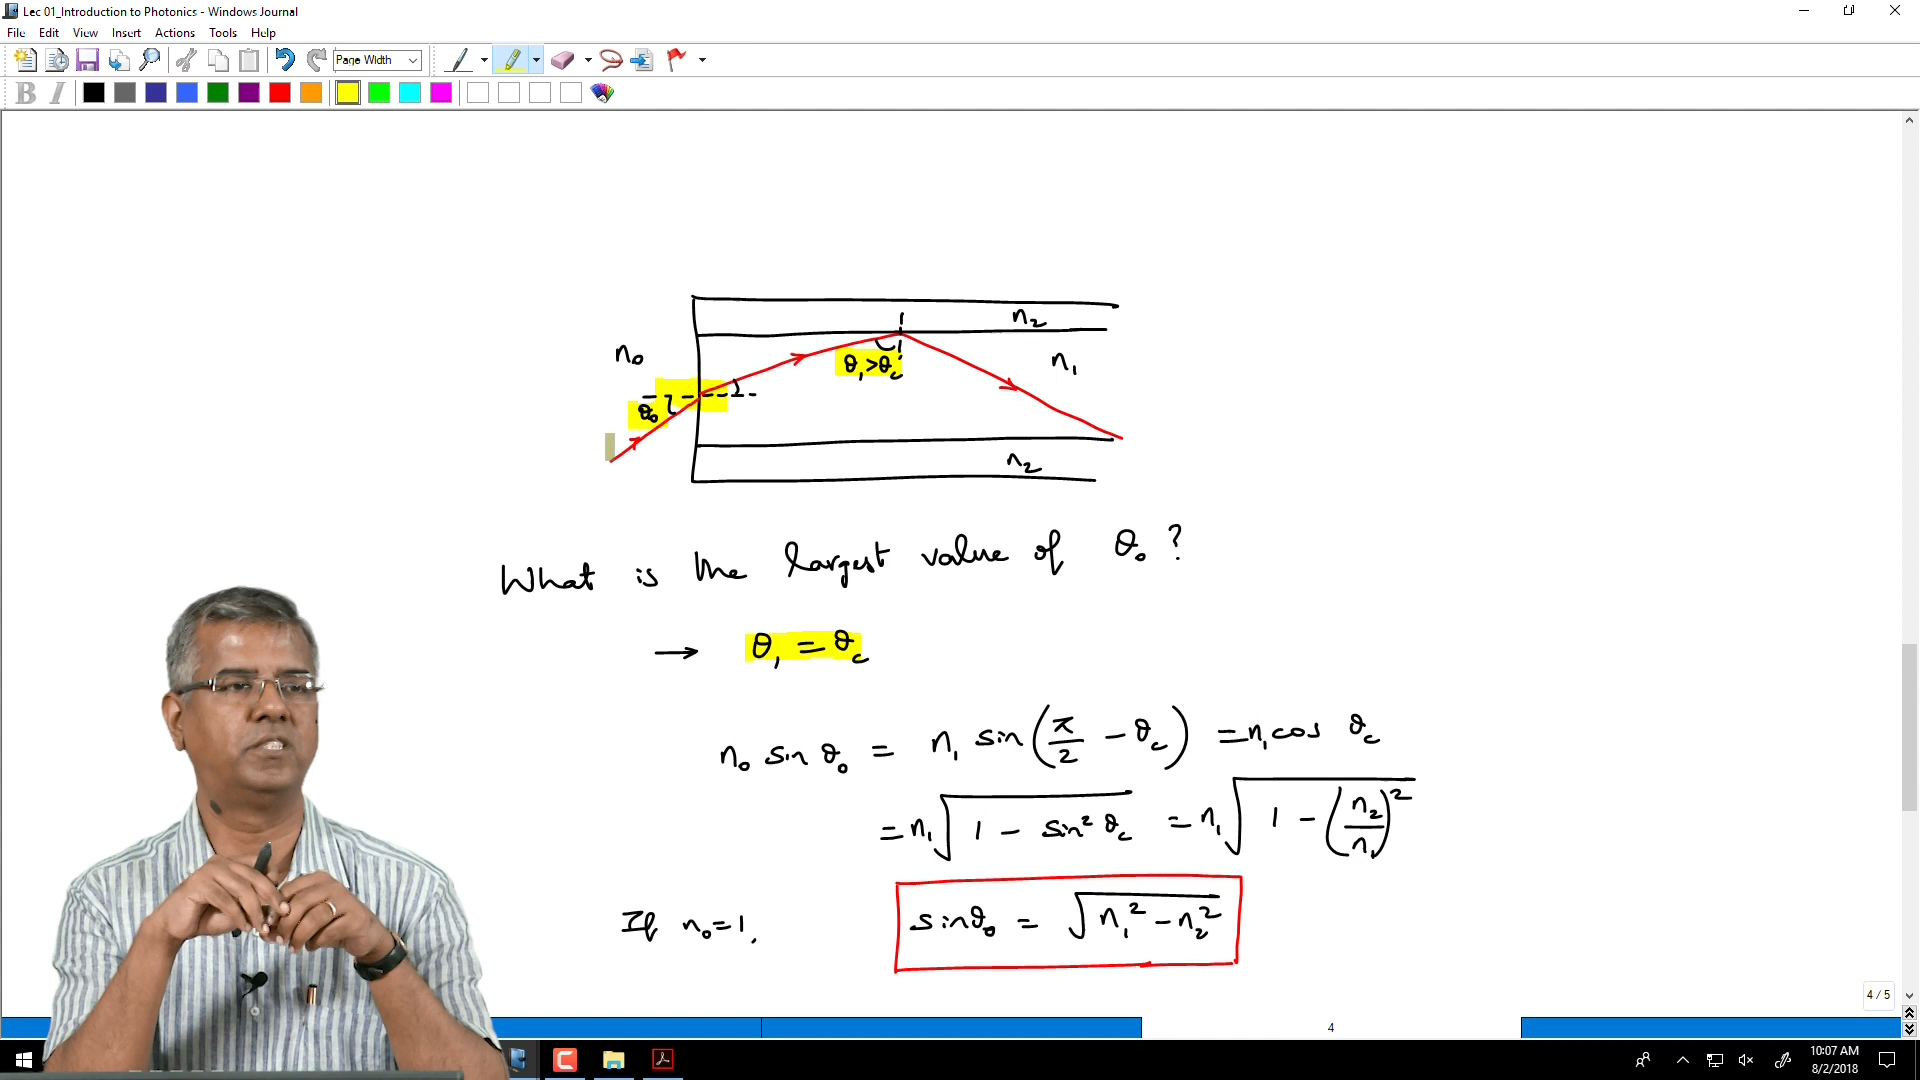 Lec 01_Introduction to Photonics - Windows Journal
File Edit View Insert Actions Tools Help
Page Width
B I
n₂
n₀
θ₁>θc
n₁
θ₀
n₂
What is the largest value of θ₀ ?
→ θ₁ = θc
n₀ sin θ₀ = n₁ sin(π/2 - θc) = n₁ cos θc
= n₁ √(1 - sin² θc) = n₁ √(1 - (n₂/n₁)²)
If n₀=1, sinθ₀ = √(n₁² - n₂²)
4 / 5
4
10:07 AM
8/2/2018